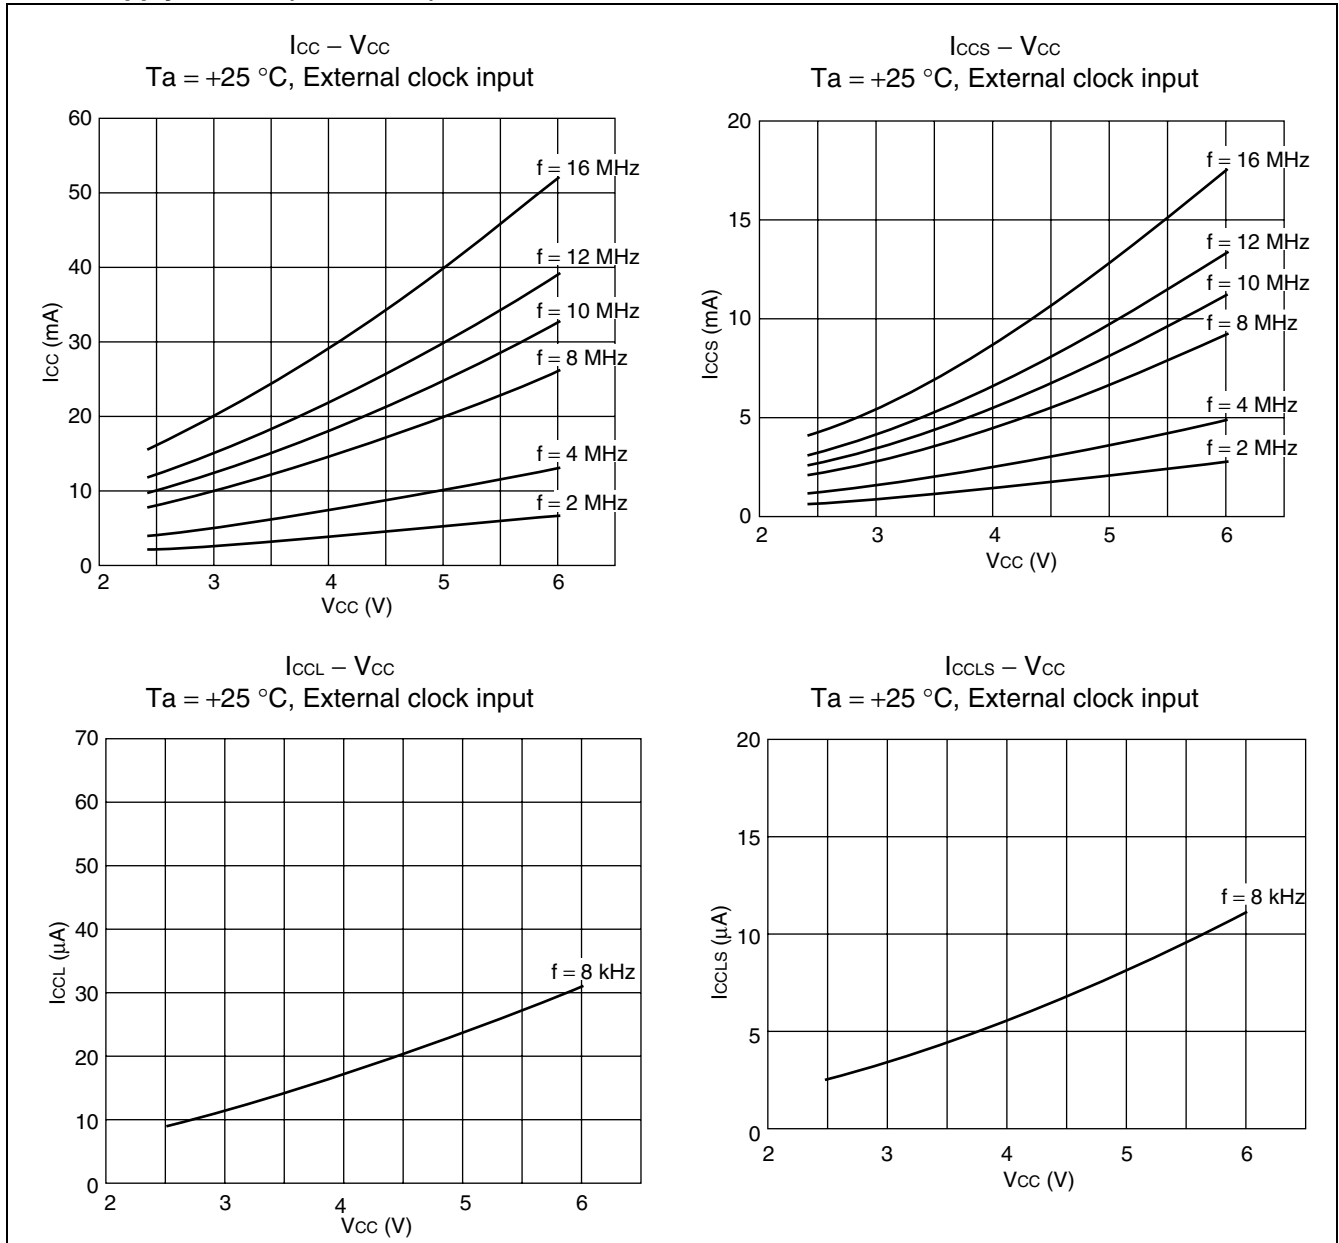 ICC – VCC
Ta = +25 °C, External clock input
60
50
40
30
20
10
0
ICC (mA)
f = 16 MHz
f = 12 MHz
f = 10 MHz
f = 8 MHz
f = 4 MHz
f = 2 MHz
2 3 4 5 6
VCC (V)
ICCS – VCC
Ta = +25 °C, External clock input
20
15
10
5
0
ICCS (mA)
f = 16 MHz
f = 12 MHz
f = 10 MHz
f = 8 MHz
f = 4 MHz
f = 2 MHz
2 3 4 5 6
VCC (V)
ICCL – VCC
Ta = +25 °C, External clock input
70
60
50
40
30
20
10
0
ICCL (μA)
f = 8 kHz
2 3 4 5 6
VCC (V)
ICCLS – VCC
Ta = +25 °C, External clock input
20
15
10
5
0
ICCLS (μA)
f = 8 kHz
2 3 4 5 6
VCC (V)